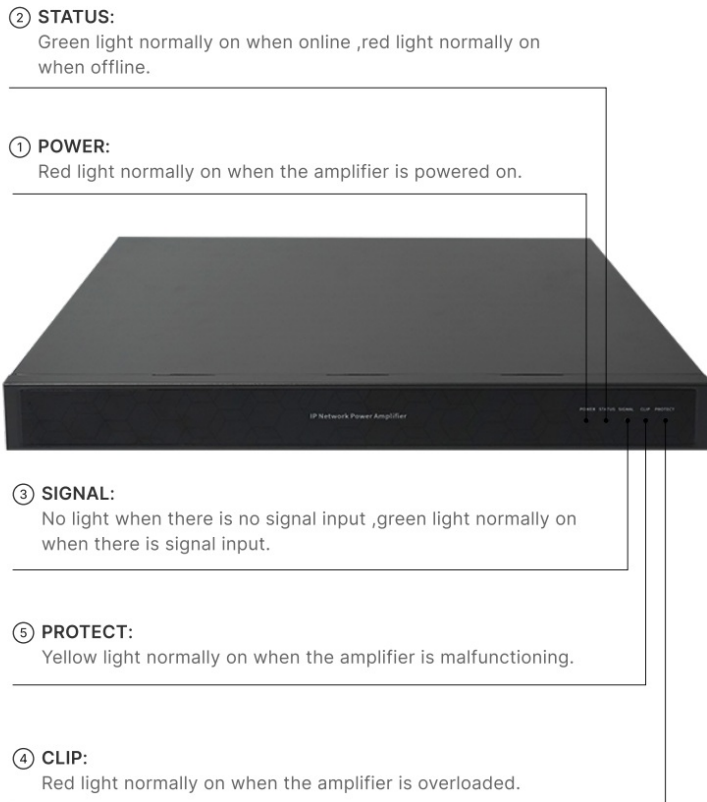 ② STATUS:
Green light normally on when online ,red light normally on
when offline.
① POWER:
Red light normally on when the amplifier is powered on.
IP Network Power Amplifier
POWER STATUS SIGNAL CLIP PROTECT
③ SIGNAL:
No light when there is no signal input ,green light normally on
when there is signal input.
⑤ PROTECT:
Yellow light normally on when the amplifier is malfunctioning.
④ CLIP:
Red light normally on when the amplifier is overloaded.